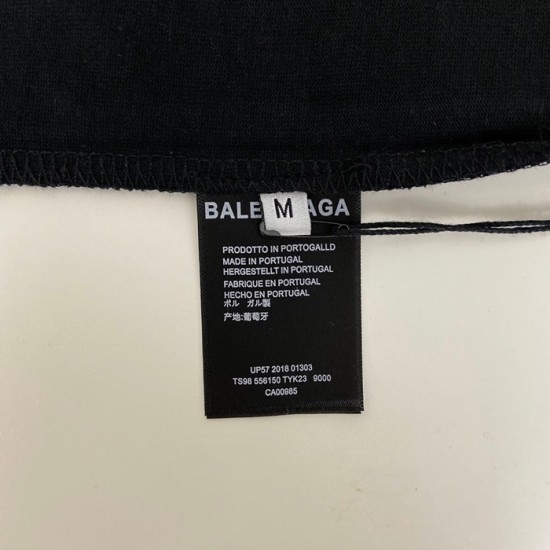 BALE M AGA
PRODOTTO IN PORTOGALLD
MADE IN PORTUGAL
HERGESTELLT IN PORTUGAL
FABRIQUE EN PORTUGAL
HECHO EN PORTUGAL
ポル ガル製
产地:葡萄牙
UP57 2018 01303
TS98 556150 TYK23 9000
CA00985